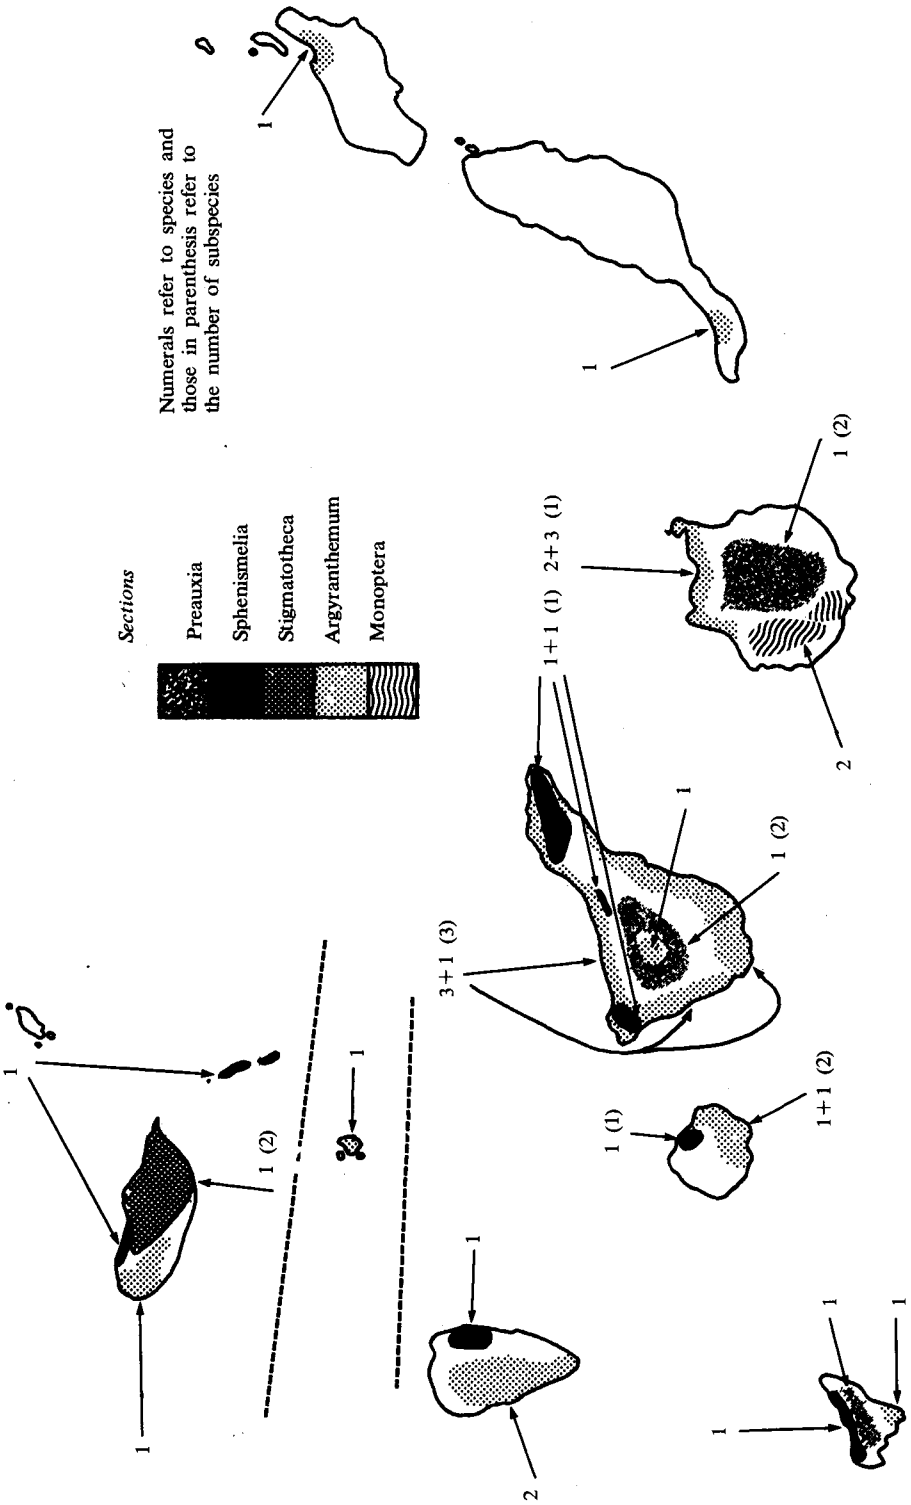 Numerals refer to species and
those in parenthesis refer to
the number of subspecies
Sections
Preauxia
Sphenismelia
Stigmatotheca
Argyranthemum
Monoptera
1
1
1 (2)
1
1
1
1
2
3+1 (3)
1+1 (1)
2+3 (1)
1 (2)
2
1
1 (2)
1 (1)
1+1 (2)
1
2
1
1
1